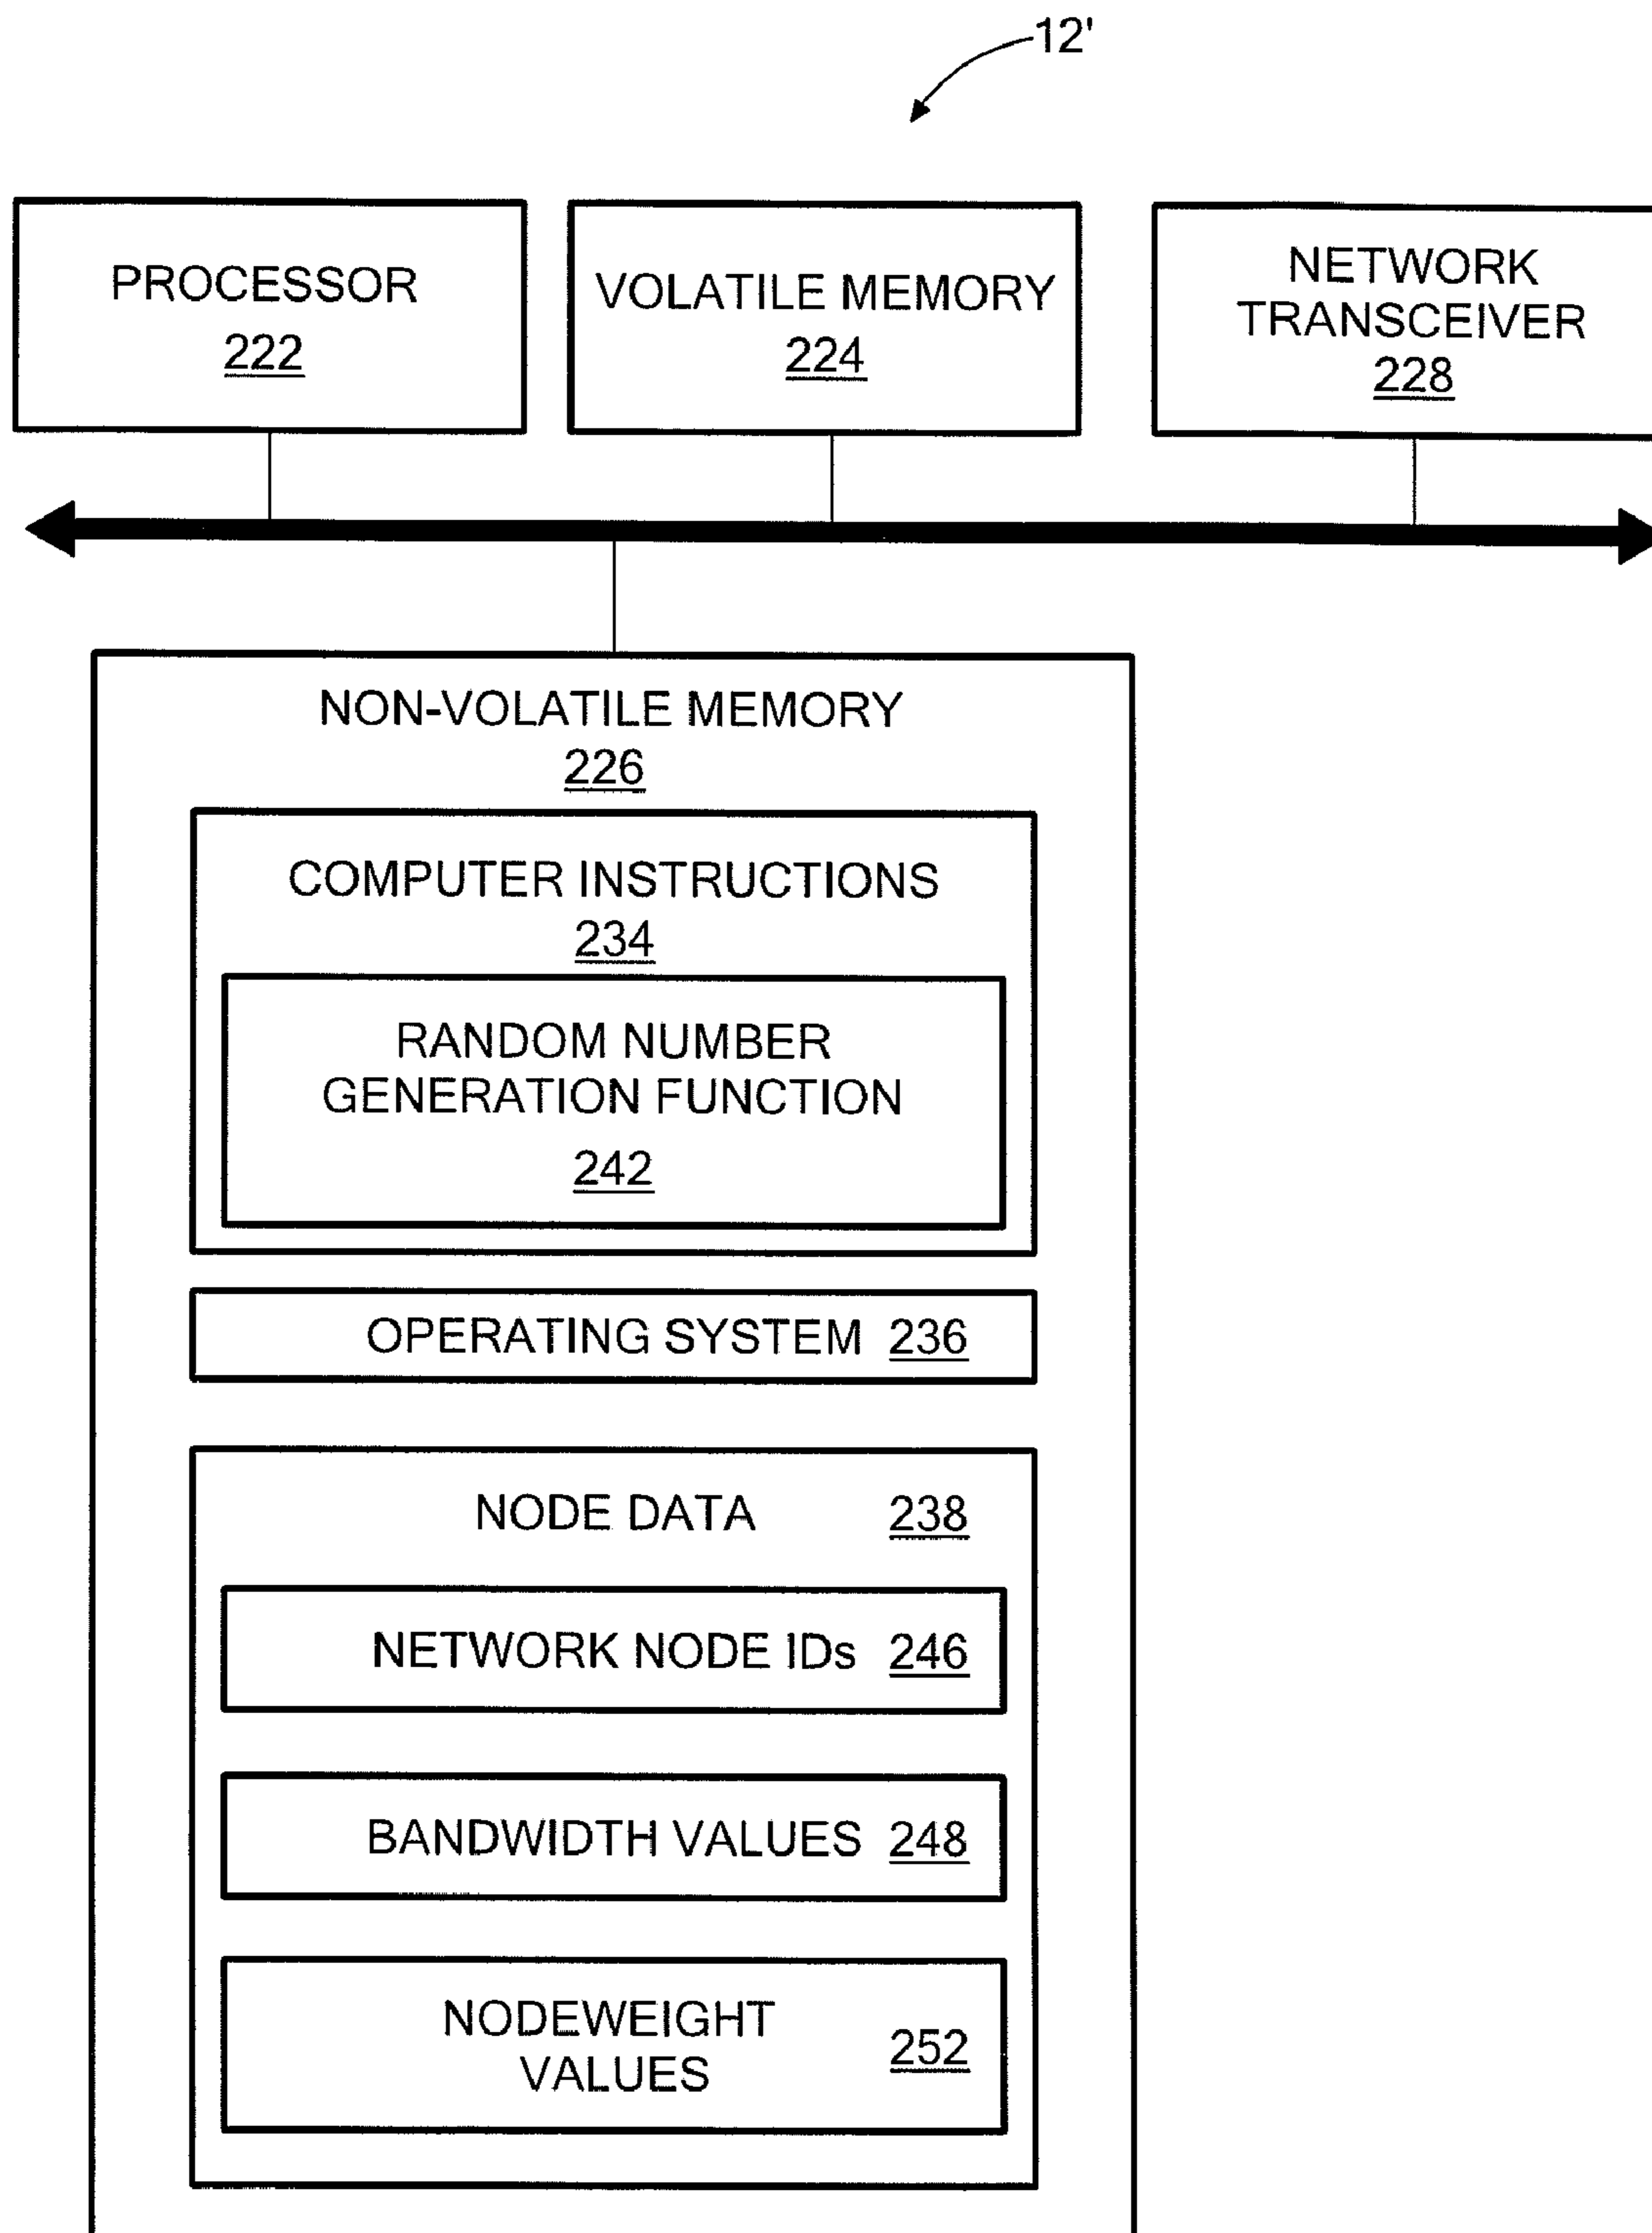 12'
PROCESSOR
222
VOLATILE MEMORY
224
NETWORK
TRANSCEIVER
228
NON-VOLATILE MEMORY
226
COMPUTER INSTRUCTIONS
234
RANDOM NUMBER
GENERATION FUNCTION
242
OPERATING SYSTEM 236
NODE DATA 238
NETWORK NODE IDs 246
BANDWIDTH VALUES 248
NODEWEIGHT
VALUES 252